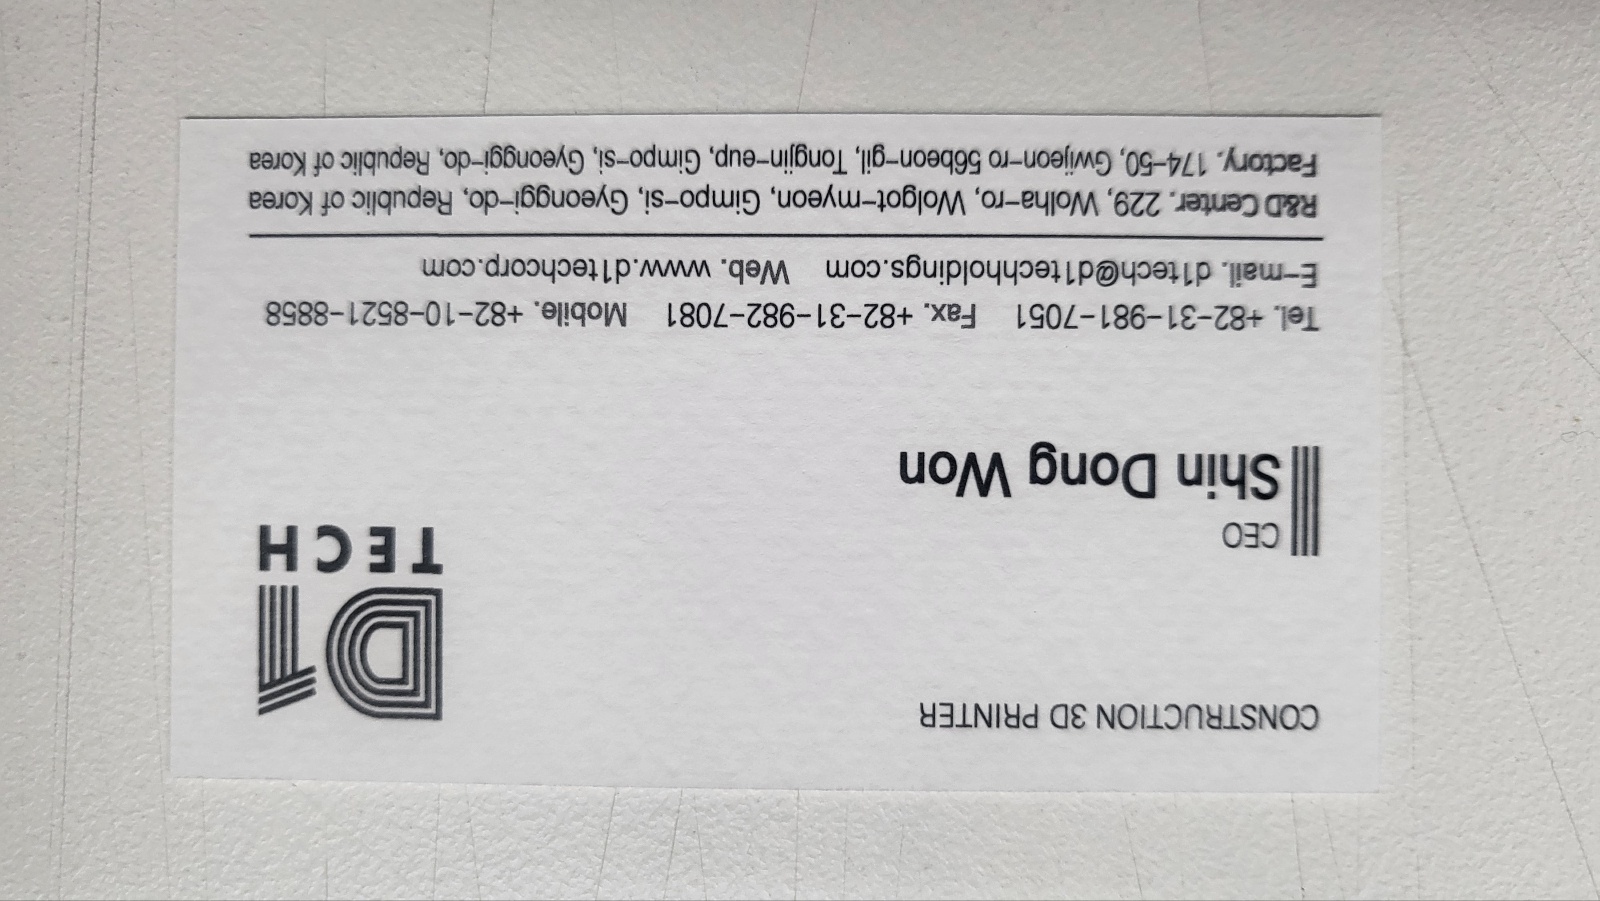 CONSTRUCTION 3D PRINTER
D1
TECH
CEO
Shin Dong Won
Tel. +82-31-981-7051 Fax. +82-31-982-7081 Mobile. +82-10-8521-8858
E-mail. d1tech@d1techholdings.com Web. www.d1techcorp.com
R&D Center. 229, Wolha-ro, Wolgot-myeon, Gimpo-si, Gyeonggi-do, Republic of Korea
Factory. 174-50, Gwijeon-ro 56beon-gil, Tongjin-eup, Gimpo-si, Gyeonggi-do, Republic of Korea